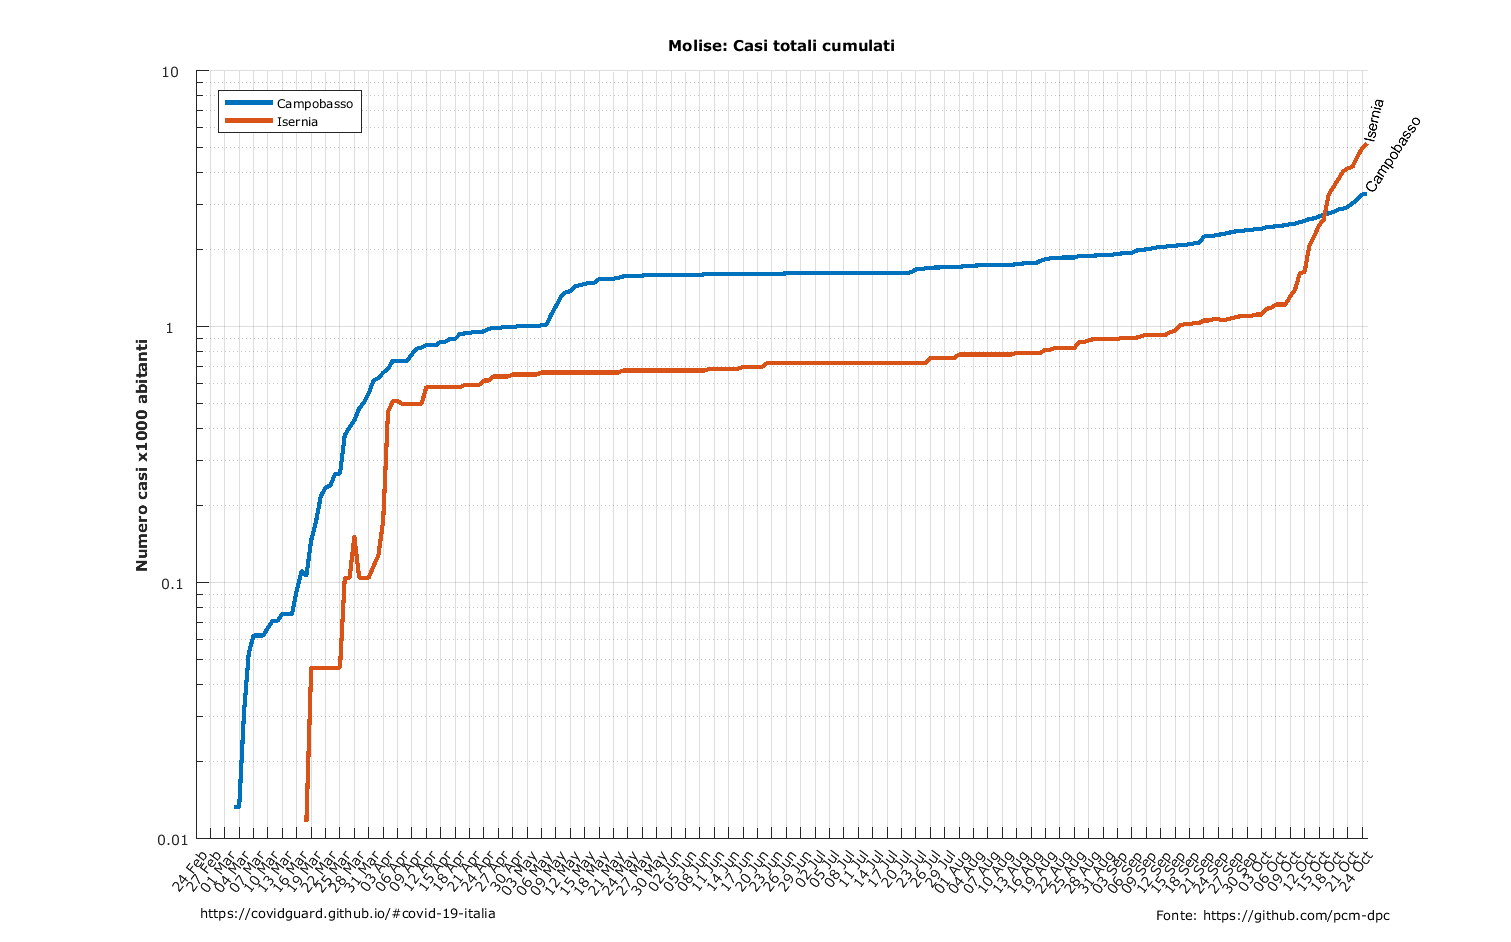 Molise: Casi totali cumulati
10
1
0.1
0.01
Numero casi x1000 abitanti
Campobasso
Isernia
Isernia
Campobasso
24 Feb
27 Feb
01 Mar
04 Mar
07 Mar
10 Mar
13 Mar
16 Mar
19 Mar
22 Mar
25 Mar
28 Mar
31 Mar
03 Apr
06 Apr
09 Apr
12 Apr
15 Apr
18 Apr
21 Apr
24 Apr
27 Apr
30 Apr
03 May
06 May
09 May
12 May
15 May
18 May
21 May
24 May
27 May
30 May
02 Jun
05 Jun
08 Jun
11 Jun
14 Jun
17 Jun
20 Jun
23 Jun
26 Jun
29 Jun
02 Jul
05 Jul
08 Jul
11 Jul
14 Jul
17 Jul
20 Jul
23 Jul
26 Jul
29 Jul
01 Aug
04 Aug
07 Aug
10 Aug
13 Aug
16 Aug
19 Aug
22 Aug
25 Aug
28 Aug
31 Aug
03 Sep
06 Sep
09 Sep
12 Sep
15 Sep
18 Sep
21 Sep
24 Sep
27 Sep
30 Sep
03 Oct
06 Oct
09 Oct
12 Oct
15 Oct
18 Oct
21 Oct
24 Oct
https://covidguard.github.io/#covid-19-italia
Fonte: https://github.com/pcm-dpc